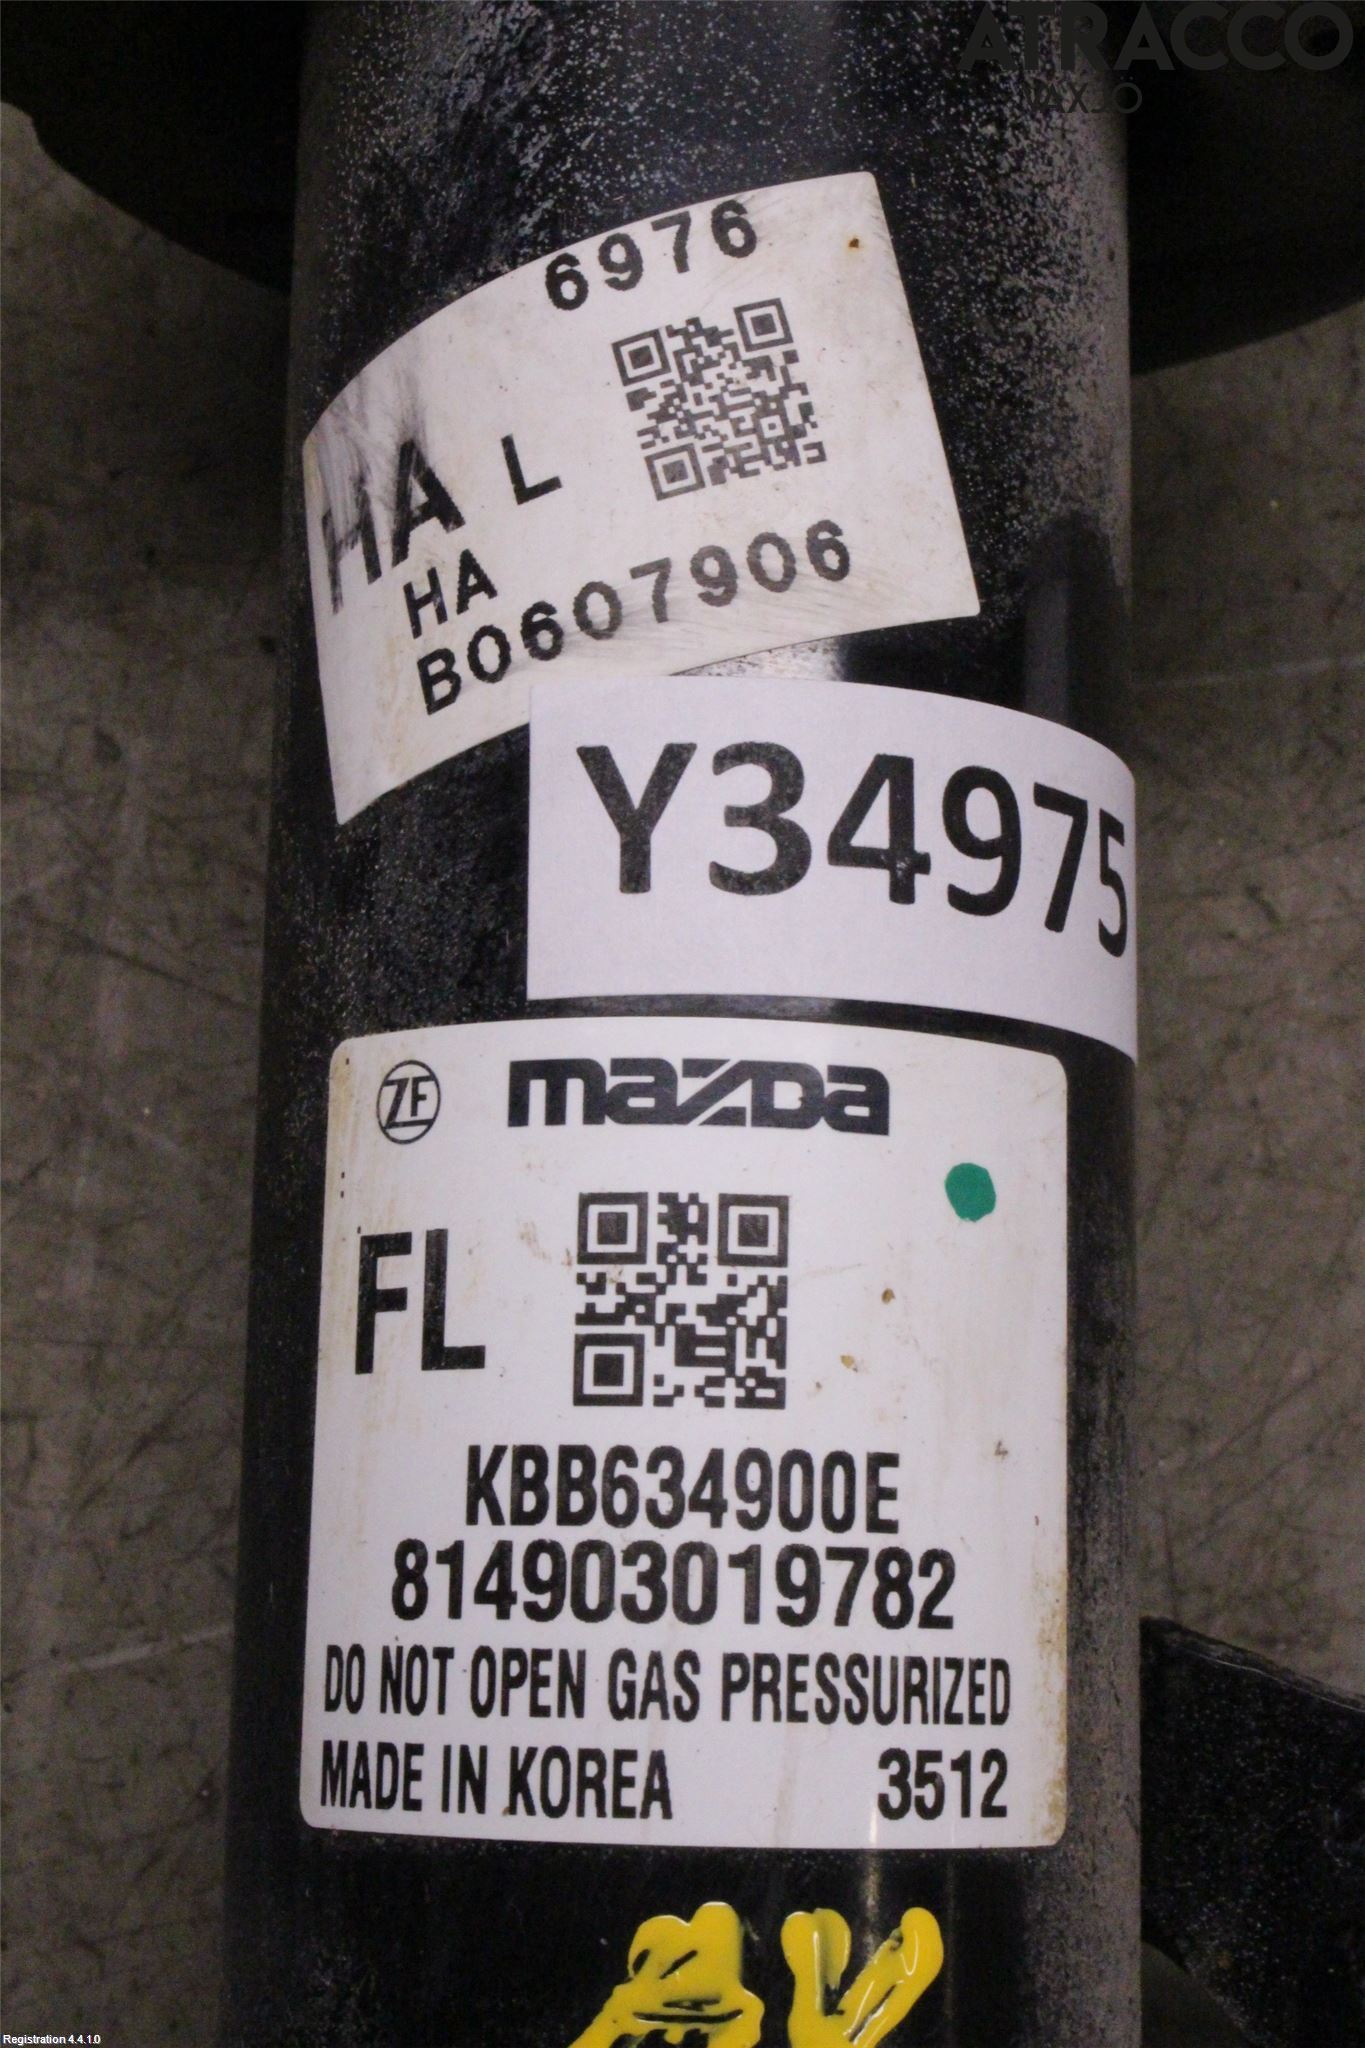 ATRACCO
VAXJO
6976
HA L
HA
B0607906
Y34975
ZF mazda
FL
KBB634900E
814903019782
DO NOT OPEN GAS PRESSURIZED
MADE IN KOREA 3512
Registration 4.4.1.0